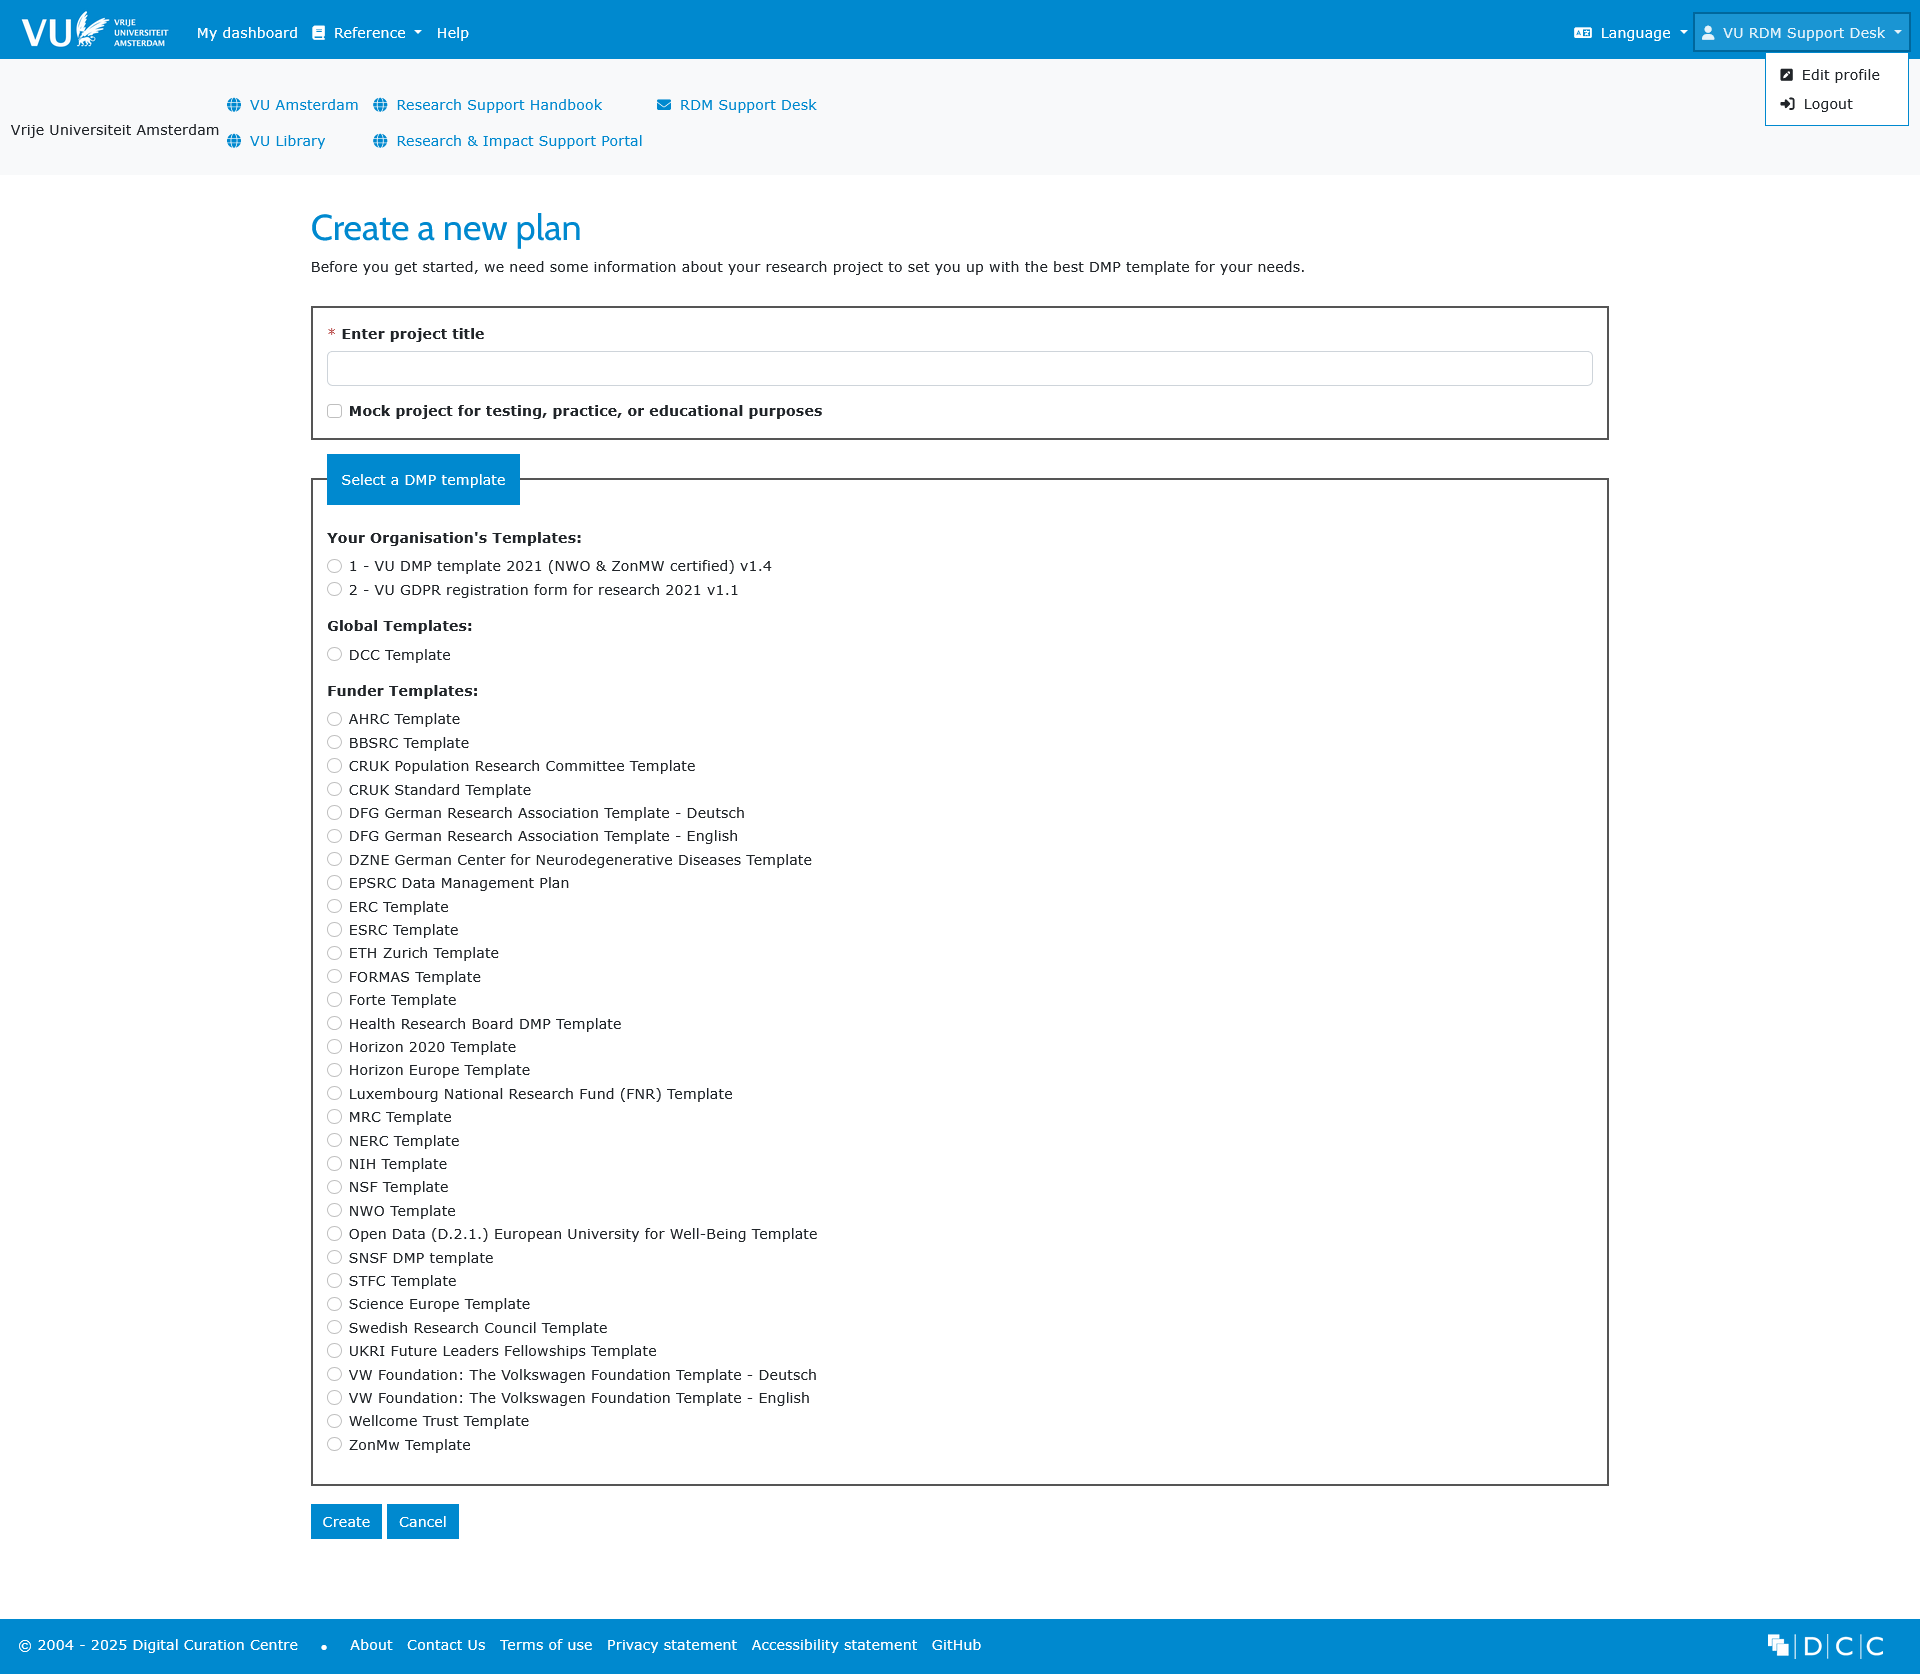 VU VRIJE UNIVERSITEIT AMSTERDAM
My dashboard Reference Help Language VU RDM Support Desk
Edit profile
Logout
Vrije Universiteit Amsterdam
VU Amsterdam Research Support Handbook RDM Support Desk
VU Library Research & Impact Support Portal
Create a new plan
Before you get started, we need some information about your research project to set you up with the best DMP template for your needs.
* Enter project title
Mock project for testing, practice, or educational purposes
Select a DMP template
Your Organisation's Templates:
1 - VU DMP template 2021 (NWO & ZonMW certified) v1.4
2 - VU GDPR registration form for research 2021 v1.1
Global Templates:
DCC Template
Funder Templates:
AHRC Template
BBSRC Template
CRUK Population Research Committee Template
CRUK Standard Template
DFG German Research Association Template - Deutsch
DFG German Research Association Template - English
DZNE German Center for Neurodegenerative Diseases Template
EPSRC Data Management Plan
ERC Template
ESRC Template
ETH Zurich Template
FORMAS Template
Forte Template
Health Research Board DMP Template
Horizon 2020 Template
Horizon Europe Template
Luxembourg National Research Fund (FNR) Template
MRC Template
NERC Template
NIH Template
NSF Template
NWO Template
Open Data (D.2.1.) European University for Well-Being Template
SNSF DMP template
STFC Template
Science Europe Template
Swedish Research Council Template
UKRI Future Leaders Fellowships Template
VW Foundation: The Volkswagen Foundation Template - Deutsch
VW Foundation: The Volkswagen Foundation Template - English
Wellcome Trust Template
ZonMw Template
Create Cancel
© 2004 - 2025 Digital Curation Centre • About Contact Us Terms of use Privacy statement Accessibility statement GitHub |D|C|C